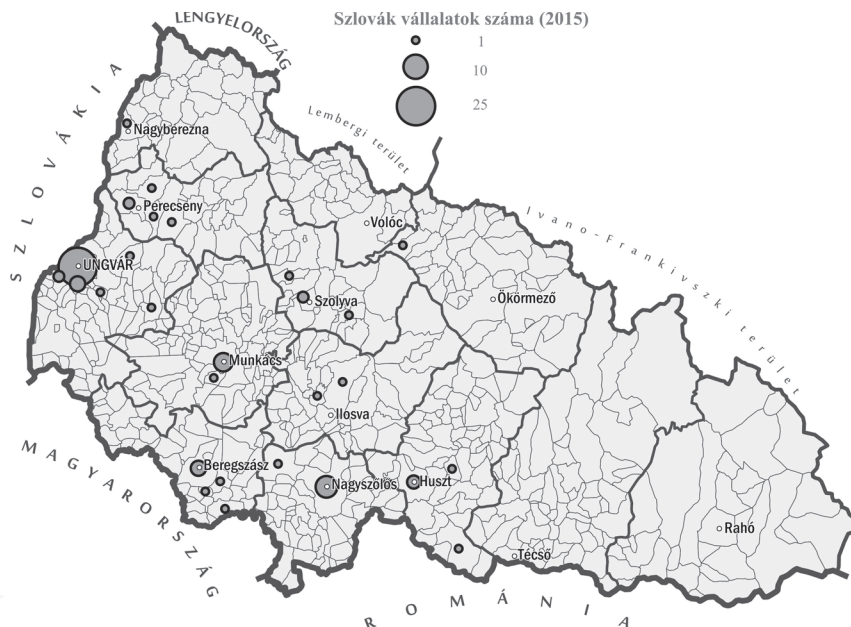 Szlovák vállalatok száma (2015)
1
10
25
LENGYELORSZÁG
SZLOVÁKIA
Lembergi terület
Ivano-Frankivszki terület
Nagyberezna
Perecseny
Volóc
UNGVÁR
Szolyva
Ökörmező
Munkács
Ilosva
Beregszász
Nagyszőlős
Huszt
Rahó
Técső
MAGYARORSZÁG
ROMÁNIA